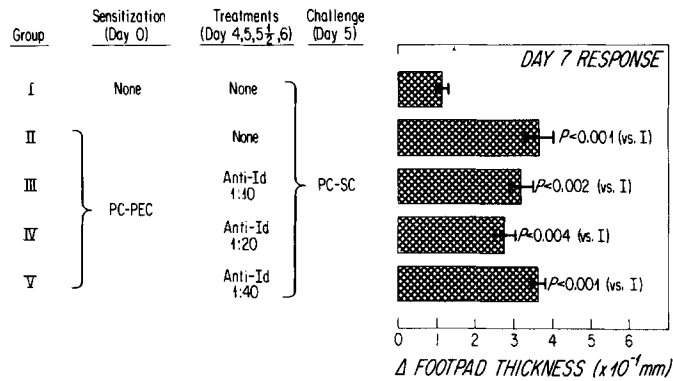 Sensitization Treatments Challenge
Group (Day 0) (Day 4,5,5½,6) (Day 5)
DAY 7 RESPONSE
I None None
II None P<0.001 (vs. I)
III Anti-Id 1:10 P<0.002 (vs. I)
PC-PEC PC-SC
IV Anti-Id 1:20 P<0.004 (vs. I)
V Anti-Id 1:40 P<0.001 (vs. I)
0 1 2 3 4 5 6
Δ FOOTPAD THICKNESS (x10⁻¹mm)